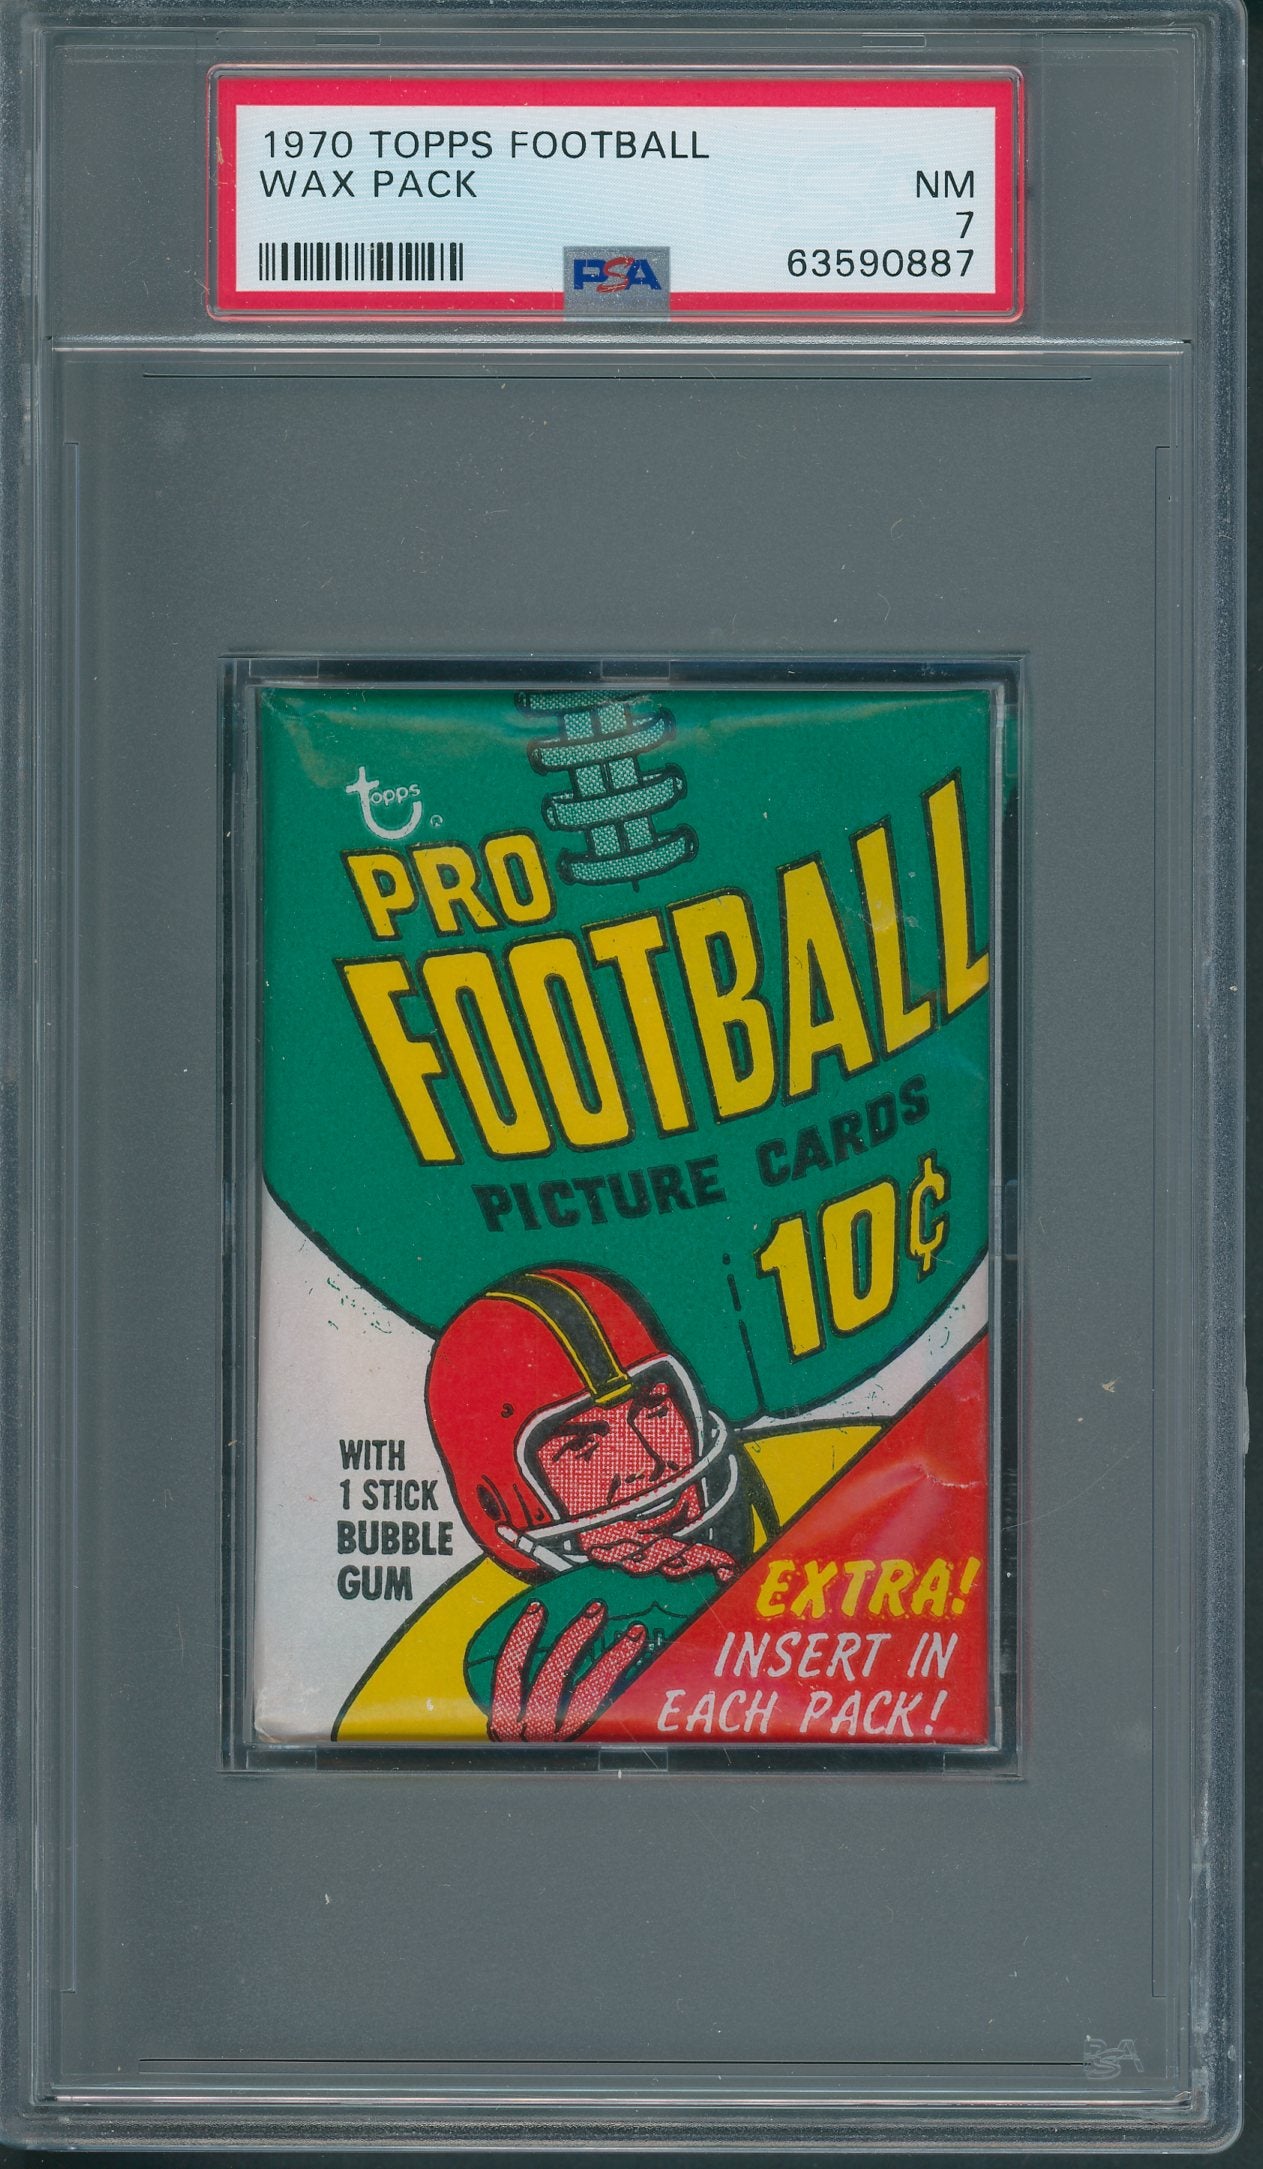 1970 TOPPS FOOTBALL
WAX PACK
NM
7
63590887
PSA
topps
®
PRO
FOOTBALL
PICTURE CARDS
10¢
WITH
1 STICK
BUBBLE
GUM
EXTRA!
INSERT IN
EACH PACK!
PSA